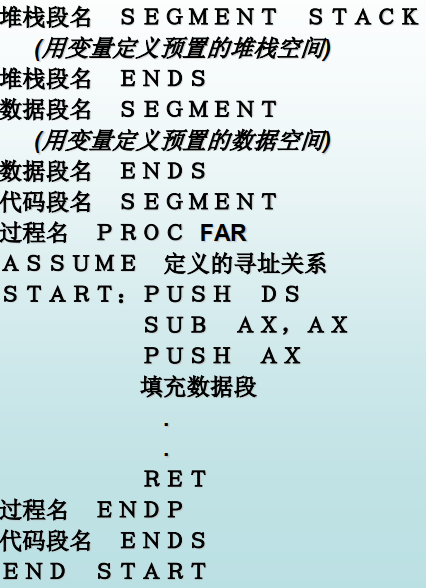 堆栈段名 SEGMENT STACK
(用变量定义预置的堆栈空间)
堆栈段名 ENDS
数据段名 SEGMENT
(用变量定义预置的数据空间)
数据段名 ENDS
代码段名 SEGMENT
过程名 PROC FAR
ASSUME 定义的寻址关系
START：PUSH DS
SUB AX，AX
PUSH AX
填充数据段
.
.
RET
过程名 ENDP
代码段名 ENDS
END START